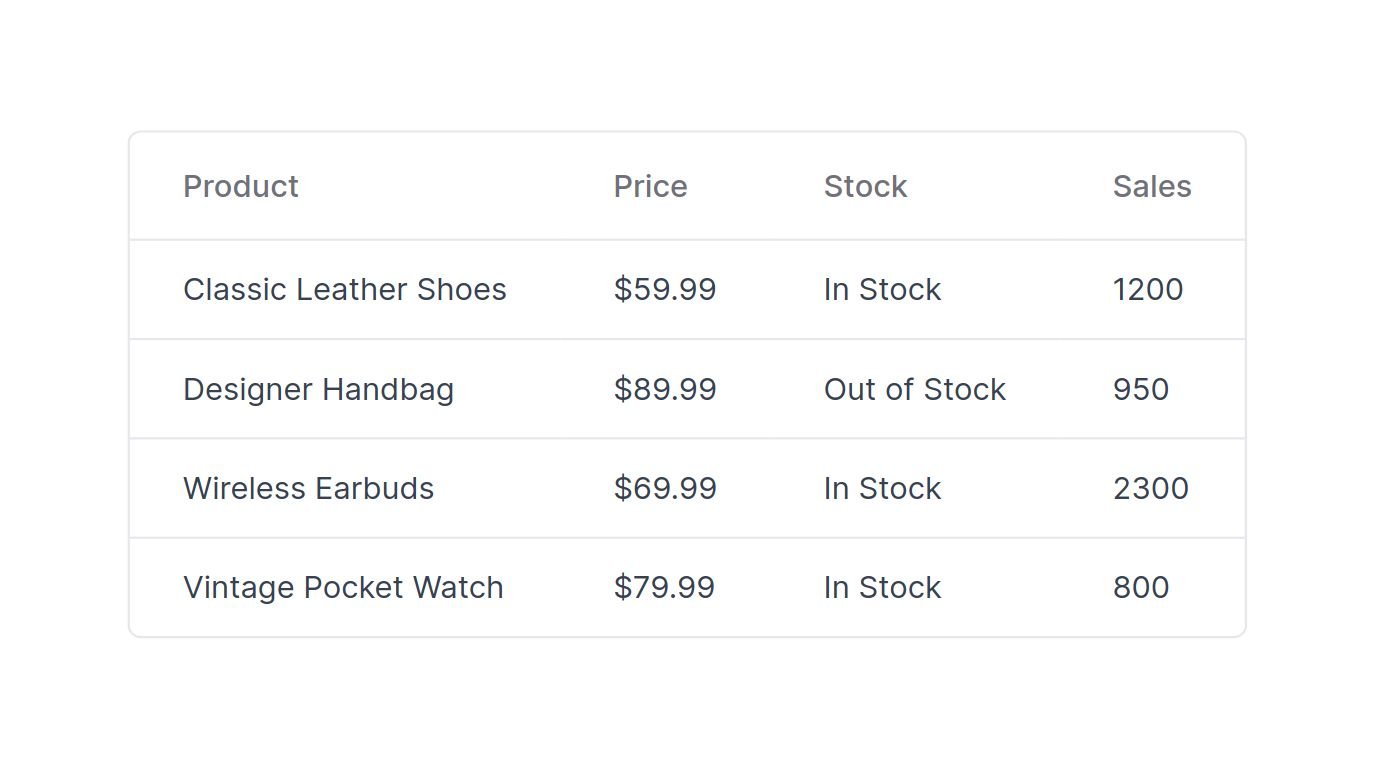 Product Price Stock Sales
Classic Leather Shoes $59.99 In Stock 1200
Designer Handbag $89.99 Out of Stock 950
Wireless Earbuds $69.99 In Stock 2300
Vintage Pocket Watch $79.99 In Stock 800